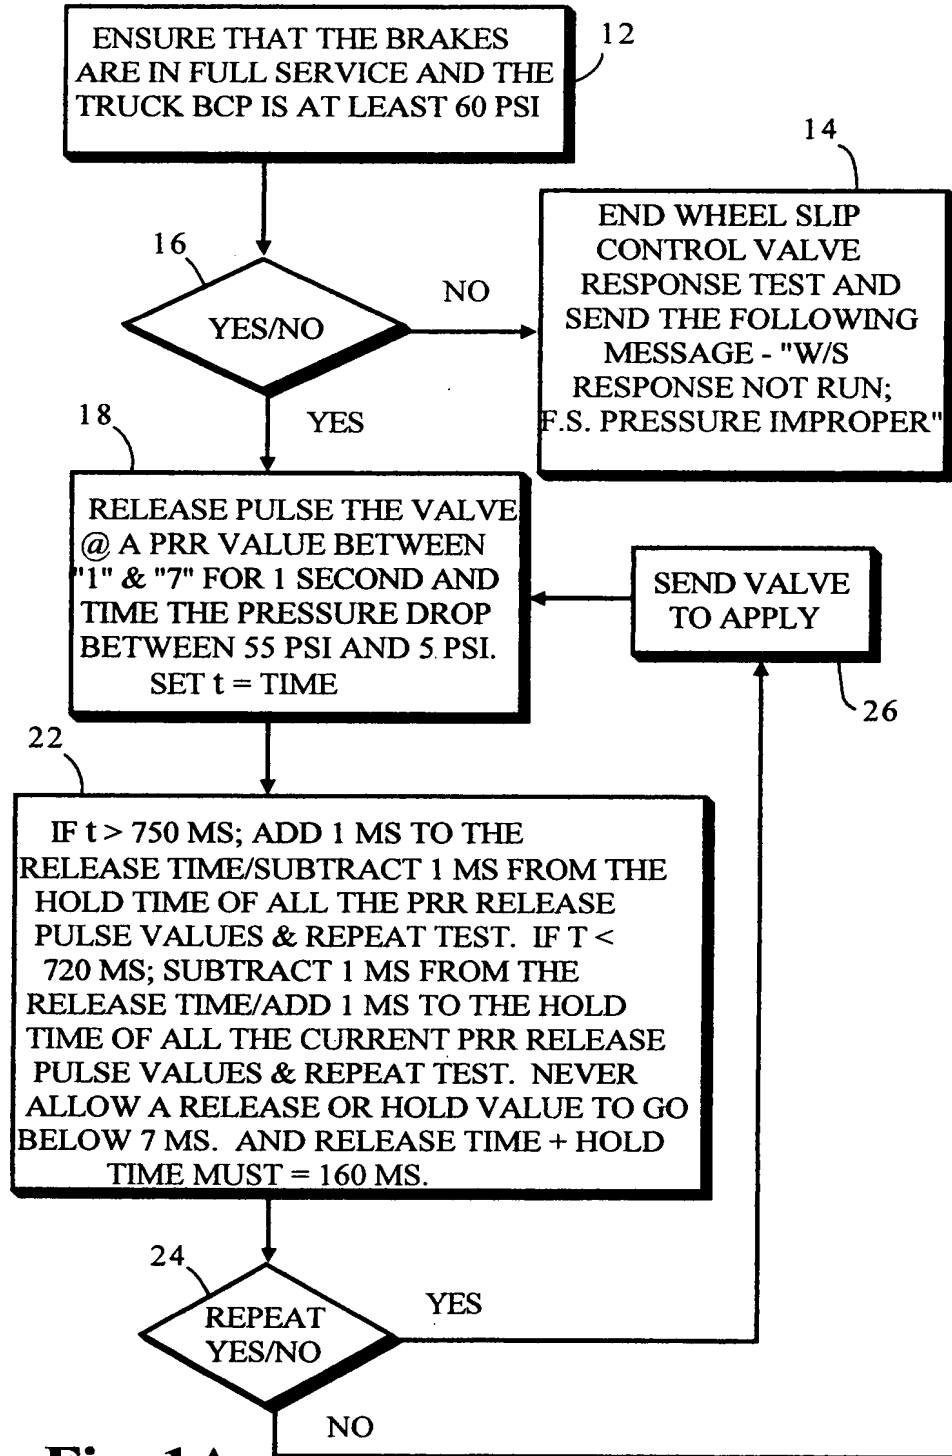 ENSURE THAT THE BRAKES
ARE IN FULL SERVICE AND THE
TRUCK BCP IS AT LEAST 60 PSI
12
14
END WHEEL SLIP
CONTROL VALVE
RESPONSE TEST AND
SEND THE FOLLOWING
MESSAGE - "W/S
RESPONSE NOT RUN;
F.S. PRESSURE IMPROPER"
16
YES/NO
NO
YES
18
RELEASE PULSE THE VALVE
@ A PRR VALUE BETWEEN
"1" & "7" FOR 1 SECOND AND
TIME THE PRESSURE DROP
BETWEEN 55 PSI AND 5 PSI.
SET t = TIME
SEND VALVE
TO APPLY
26
22
IF t > 750 MS; ADD 1 MS TO THE
RELEASE TIME/SUBTRACT 1 MS FROM THE
HOLD TIME OF ALL THE PRR RELEASE
PULSE VALUES & REPEAT TEST. IF T <
720 MS; SUBTRACT 1 MS FROM THE
RELEASE TIME/ADD 1 MS TO THE HOLD
TIME OF ALL THE CURRENT PRR RELEASE
PULSE VALUES & REPEAT TEST. NEVER
ALLOW A RELEASE OR HOLD VALUE TO GO
BELOW 7 MS. AND RELEASE TIME + HOLD
TIME MUST = 160 MS.
24
REPEAT
YES/NO
YES
NO